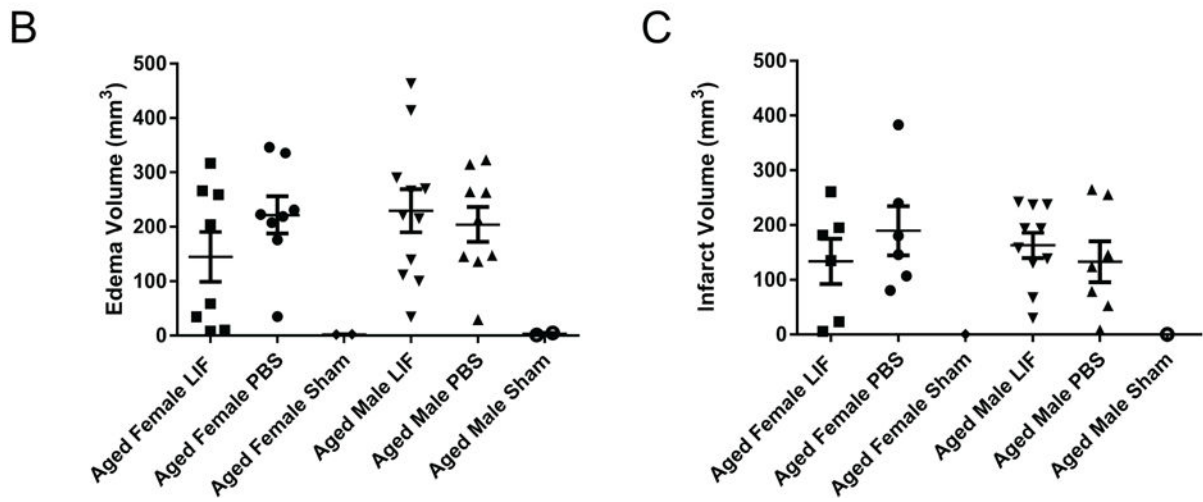 B
Edema Volume (mm³)
500
400
300
200
100
0
Aged Female LIF
Aged Female PBS
Aged Female Sham
Aged Male LIF
Aged Male PBS
Aged Male Sham
C
Infarct Volume (mm³)
500
400
300
200
100
0
Aged Female LIF
Aged Female PBS
Aged Female Sham
Aged Male LIF
Aged Male PBS
Aged Male Sham